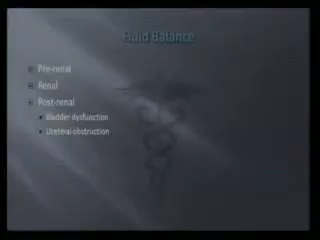 Fluid Balance
Pre-renal
Renal
Post-renal
Bladder dysfunction
Ureteral obstruction